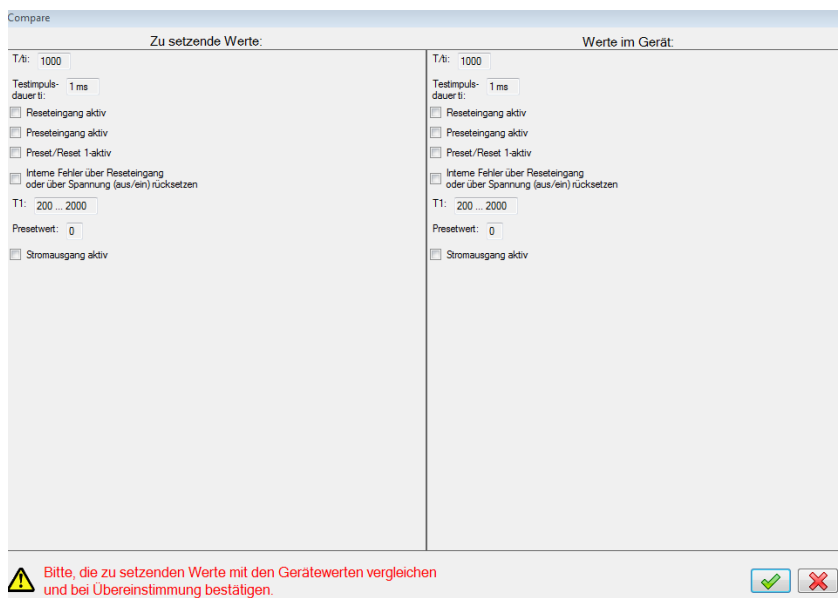 Compare
Zu setzende Werte:
T/ti: 1000
Testimpuls-
dauer ti: 1 ms
Reseteingang aktiv
Preseteingang aktiv
Preset/Reset 1-aktiv
Interne Fehler über Reseteingang
oder über Spannung (aus/ein) rücksetzen
T1: 200 ... 2000
Presetwert: 0
Stromausgang aktiv
Werte im Gerät:
T/ti: 1000
Testimpuls-
dauer ti: 1 ms
Reseteingang aktiv
Preseteingang aktiv
Preset/Reset 1-aktiv
Interne Fehler über Reseteingang
oder über Spannung (aus/ein) rücksetzen
T1: 200 ... 2000
Presetwert: 0
Stromausgang aktiv
Bitte, die zu setzenden Werte mit den Gerätewerten vergleichen
und bei Übereinstimmung bestätigen.